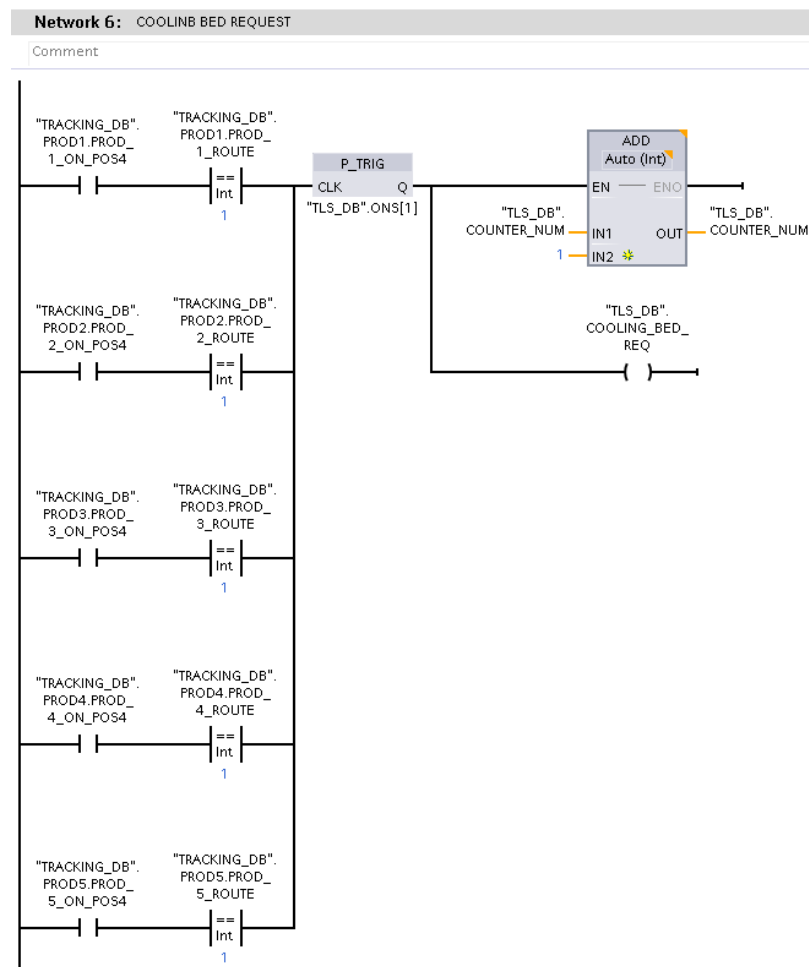 Network 6: COOLINB BED REQUEST
Comment
"TRACKING_DB".
PROD1.PROD_
1_ON_POS4
"TRACKING_DB".
PROD1.PROD_
1_ROUTE
==
Int
1
P_TRIG
CLK Q
"TLS_DB".ONS[1]
ADD
Auto (Int)
EN ENO
"TLS_DB".
COUNTER_NUM
IN1 OUT
"TLS_DB".
COUNTER_NUM
1 IN2
"TRACKING_DB".
PROD2.PROD_
2_ON_POS4
"TRACKING_DB".
PROD2.PROD_
2_ROUTE
==
Int
1
"TLS_DB".
COOLING_BED_
REQ
"TRACKING_DB".
PROD3.PROD_
3_ON_POS4
"TRACKING_DB".
PROD3.PROD_
3_ROUTE
==
Int
1
"TRACKING_DB".
PROD4.PROD_
4_ON_POS4
"TRACKING_DB".
PROD4.PROD_
4_ROUTE
==
Int
1
"TRACKING_DB".
PROD5.PROD_
5_ON_POS4
"TRACKING_DB".
PROD5.PROD_
5_ROUTE
==
Int
1